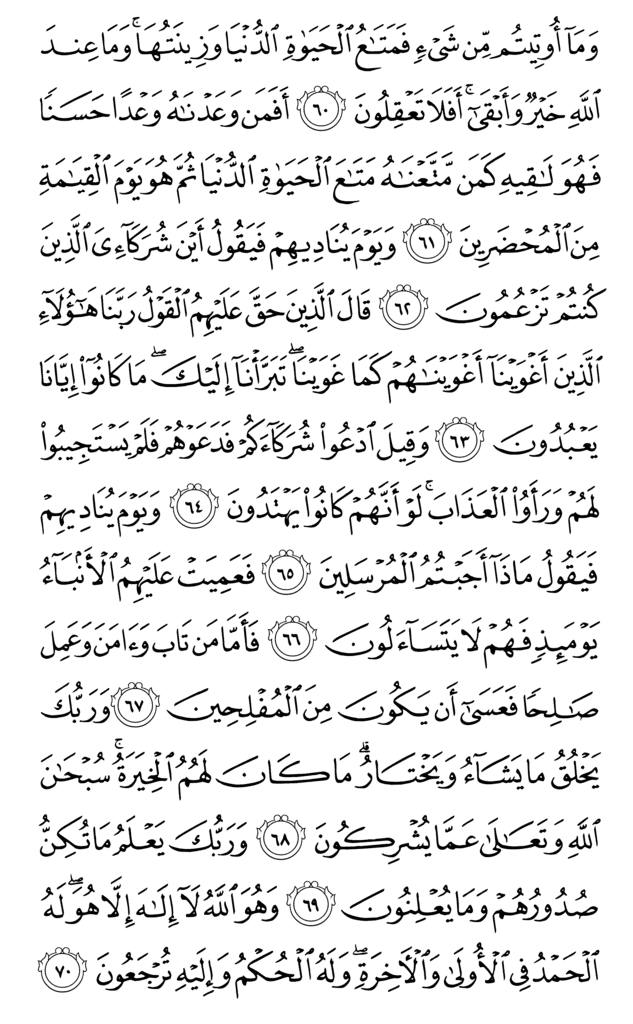 وَمَآ أُوتِيتُم مِّن شَىْءٍ فَمَتَٰعُ ٱلْحَيَوٰةِ ٱلدُّنْيَا وَزِينَتُهَا ۚ وَمَا عِندَ
ٱللَّهِ خَيْرٌ وَأَبْقَىٰٓ ۚ أَفَلَا تَعْقِلُونَ ٦٠ أَفَمَن وَعَدْنَٰهُ وَعْدًا حَسَنًا
فَهُوَ لَٰقِيهِ كَمَن مَّتَّعْنَٰهُ مَتَٰعَ ٱلْحَيَوٰةِ ٱلدُّنْيَا ثُمَّ هُوَ يَوْمَ ٱلْقِيَٰمَةِ
مِنَ ٱلْمُحْضَرِينَ ٦١ وَيَوْمَ يُنَادِيهِمْ فَيَقُولُ أَيْنَ شُرَكَآءِىَ ٱلَّذِينَ
كُنتُمْ تَزْعُمُونَ ٦٢ قَالَ ٱلَّذِينَ حَقَّ عَلَيْهِمُ ٱلْقَوْلُ رَبَّنَا هَٰٓؤُلَآءِ
ٱلَّذِينَ أَغْوَيْنَآ أَغْوَيْنَٰهُمْ كَمَا غَوَيْنَا ۖ تَبَرَّأْنَآ إِلَيْكَ ۖ مَا كَانُوٓا۟ إِيَّانَا
يَعْبُدُونَ ٦٣ وَقِيلَ ٱدْعُوا۟ شُرَكَآءَكُمْ فَدَعَوْهُمْ فَلَمْ يَسْتَجِيبُوا۟
لَهُمْ وَرَأَوُا۟ ٱلْعَذَابَ ۚ لَوْ أَنَّهُمْ كَانُوا۟ يَهْتَدُونَ ٦٤ وَيَوْمَ يُنَادِيهِمْ
فَيَقُولُ مَاذَآ أَجَبْتُمُ ٱلْمُرْسَلِينَ ٦٥ فَعَمِيَتْ عَلَيْهِمُ ٱلْأَنۢبَآءُ
يَوْمَئِذٍ فَهُمْ لَا يَتَسَآءَلُونَ ٦٦ فَأَمَّا مَن تَابَ وَءَامَنَ وَعَمِلَ
صَٰلِحًا فَعَسَىٰٓ أَن يَكُونَ مِنَ ٱلْمُفْلِحِينَ ٦٧ وَرَبُّكَ
يَخْلُقُ مَا يَشَآءُ وَيَخْتَارُ ۗ مَا كَانَ لَهُمُ ٱلْخِيَرَةُ ۚ سُبْحَٰنَ
ٱللَّهِ وَتَعَٰلَىٰ عَمَّا يُشْرِكُونَ ٦٨ وَرَبُّكَ يَعْلَمُ مَا تُكِنُّ
صُدُورُهُمْ وَمَا يُعْلِنُونَ ٦٩ وَهُوَ ٱللَّهُ لَآ إِلَٰهَ إِلَّا هُوَ ۖ لَهُ
ٱلْحَمْدُ فِى ٱلْأُولَىٰ وَٱلْءَاخِرَةِ ۖ وَلَهُ ٱلْحُكْمُ وَإِلَيْهِ تُرْجَعُونَ ٧٠